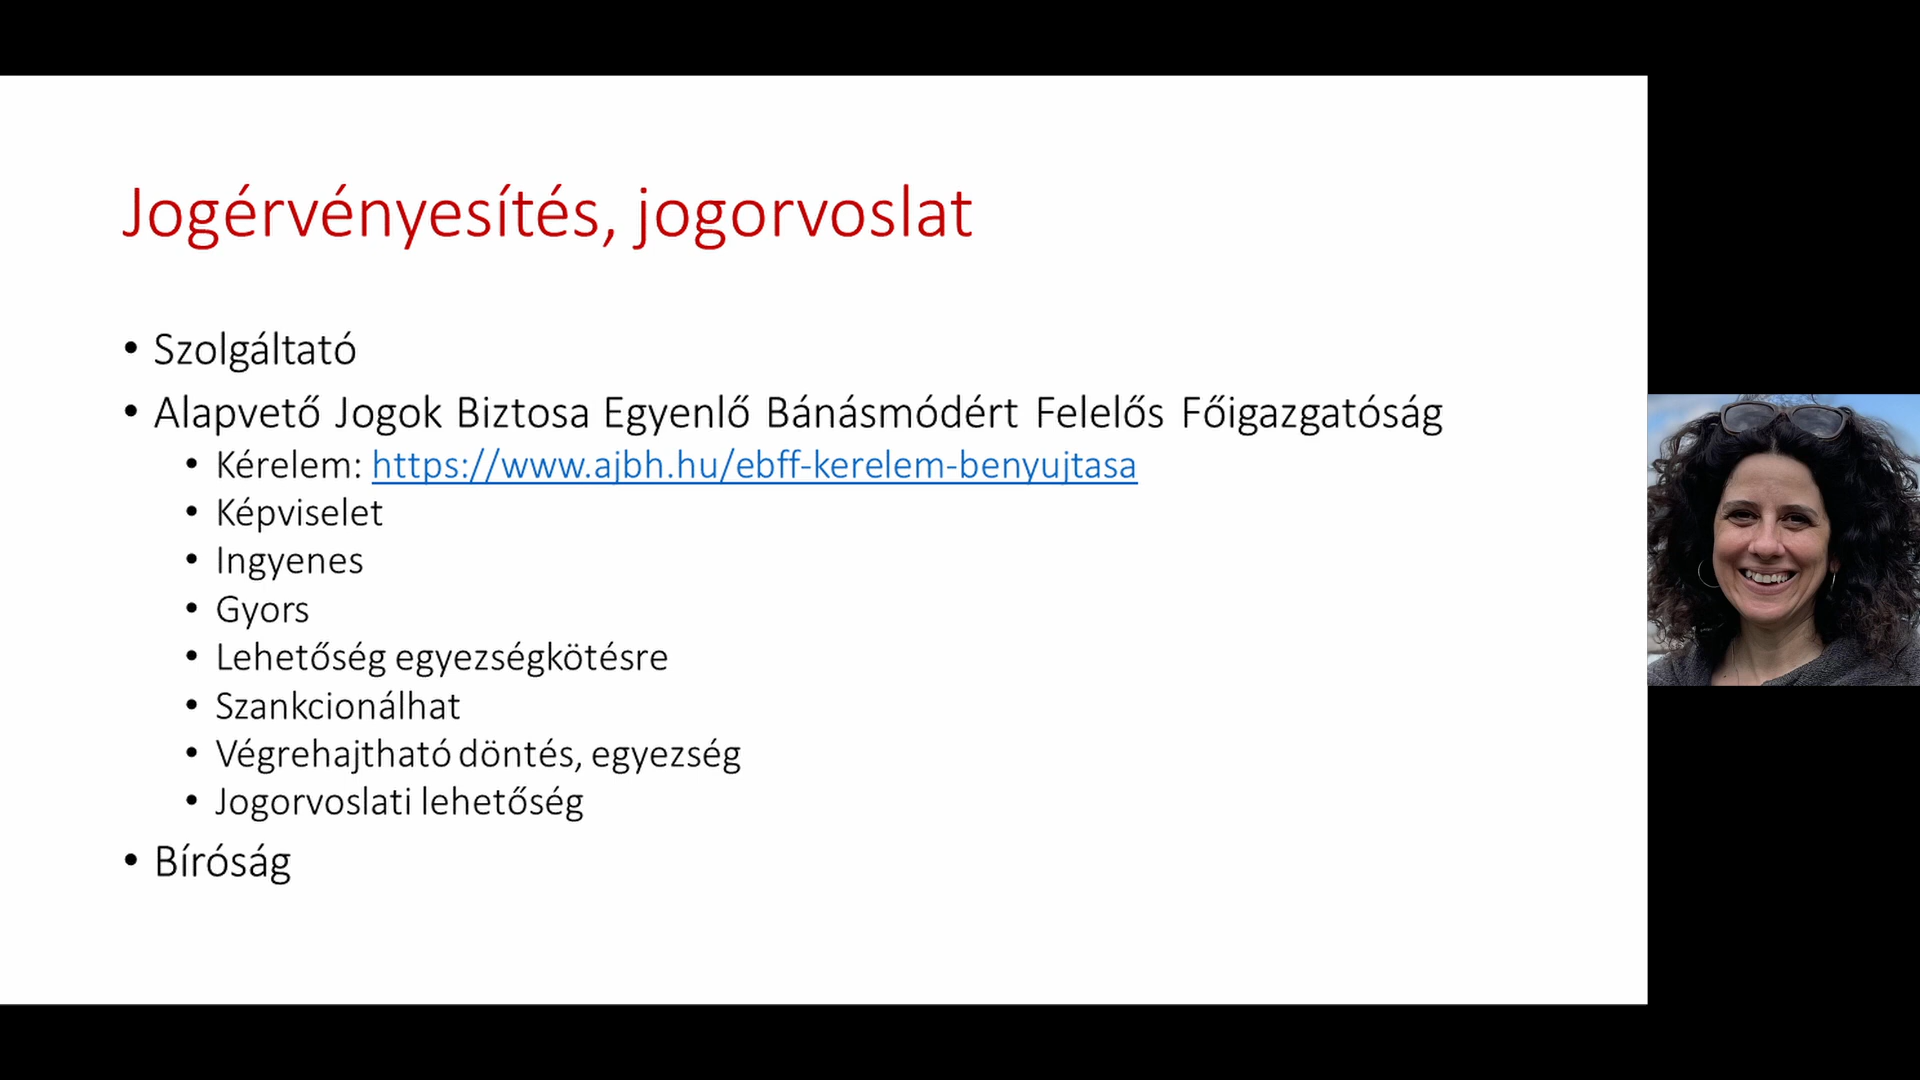 Jogérvényesítés, jogorvoslat
• Szolgáltató
• Alapvető Jogok Biztosa Egyenlő Bánásmódért Felelős Főigazgatóság
• Kérelem: https://www.ajbh.hu/ebff-kerelem-benyujtasa
• Képviselet
• Ingyenes
• Gyors
• Lehetőség egyezségkötésre
• Szankcionálhat
• Végrehajtható döntés, egyezség
• Jogorvoslati lehetőség
• Bíróság